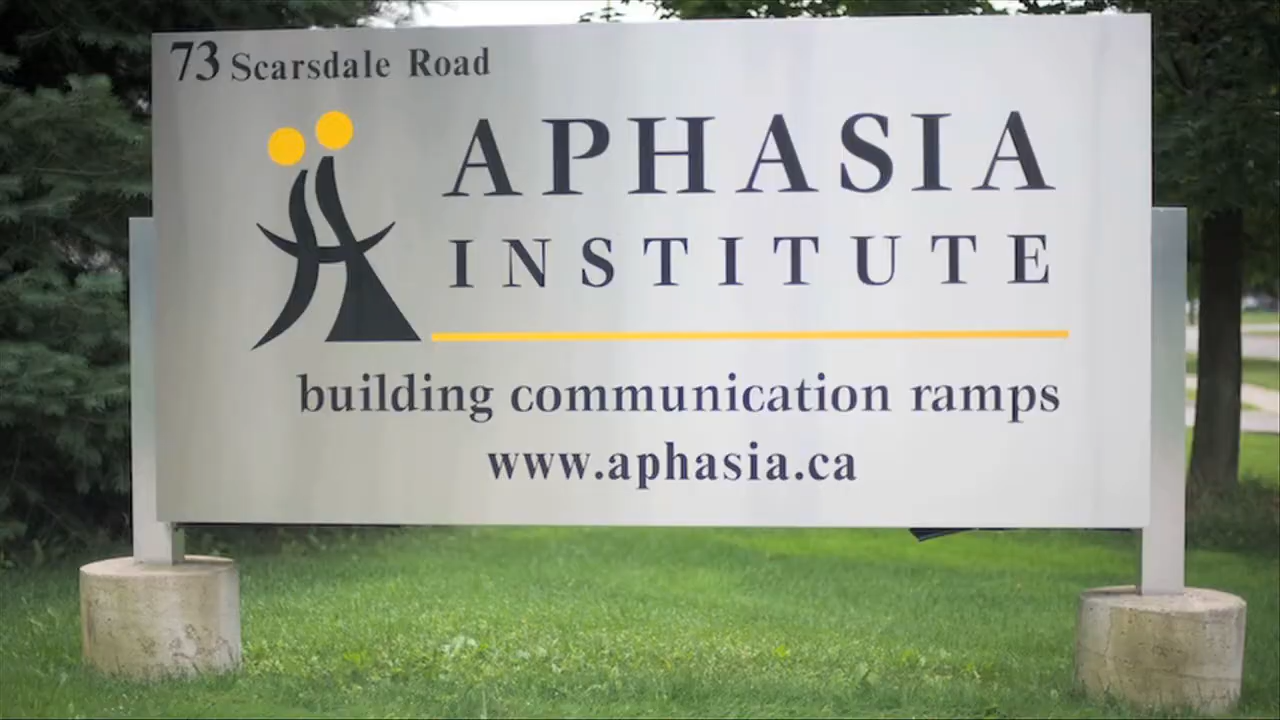 73 Scarsdale Road
APHASIA
INSTITUTE
building communication ramps
www.aphasia.ca